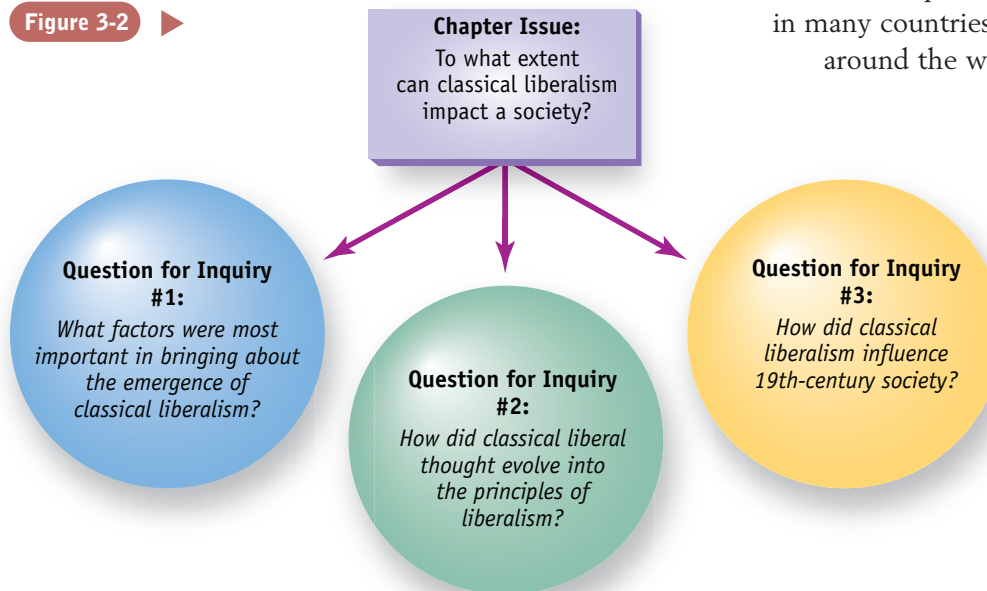 Figure 3-2
in many countries
around the w
Chapter Issue:
To what extent
can classical liberalism
impact a society?
Question for Inquiry
#1:
What factors were most
important in bringing about
the emergence of
classical liberalism?
Question for Inquiry
#2:
How did classical liberal
thought evolve into
the principles of
liberalism?
Question for Inquiry
#3:
How did classical
liberalism influence
19th-century society?